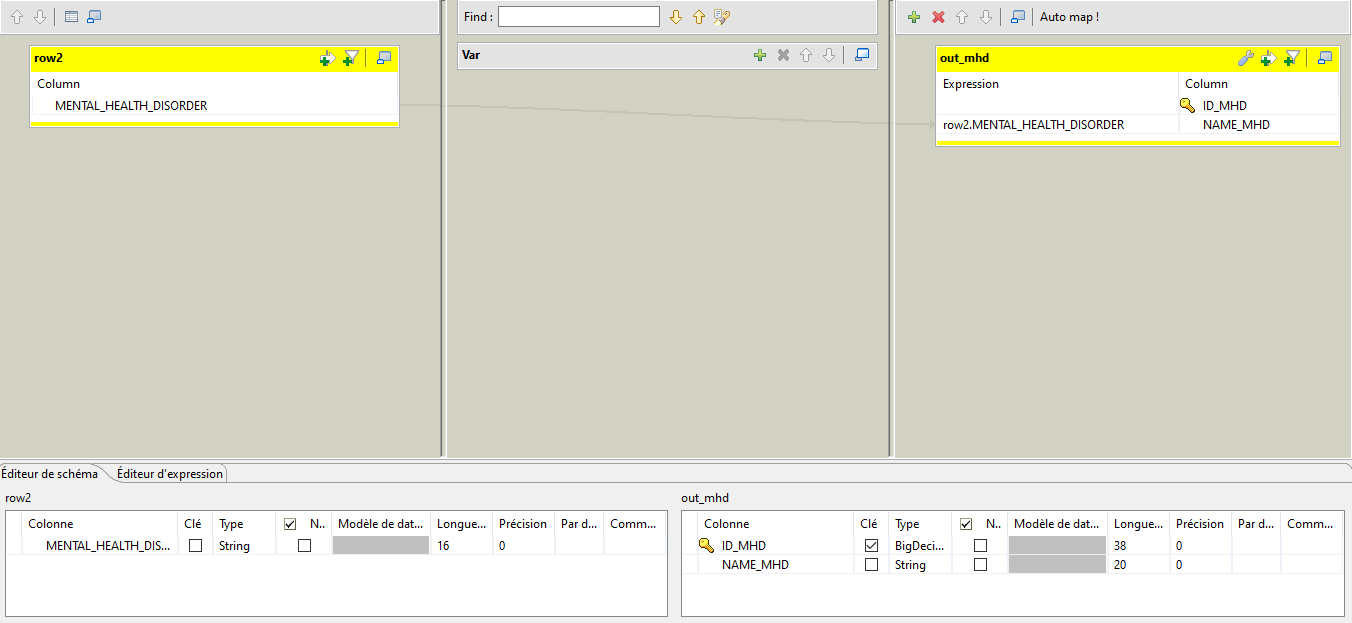 Find :
Auto map !
row2
Column
MENTAL_HEALTH_DISORDER
Var
out_mhd
Expression Column
ID_MHD
row2.MENTAL_HEALTH_DISORDER NAME_MHD
Éditeur de schéma Éditeur d'expression
row2
Colonne Clé Type N.. Modèle de dat... Longue... Précision Par d... Comm...
MENTAL_HEALTH_DIS... String 16 0
out_mhd
Colonne Clé Type N.. Modèle de dat... Longue... Précision Par d... Comm...
ID_MHD BigDeci... 38 0
NAME_MHD String 20 0